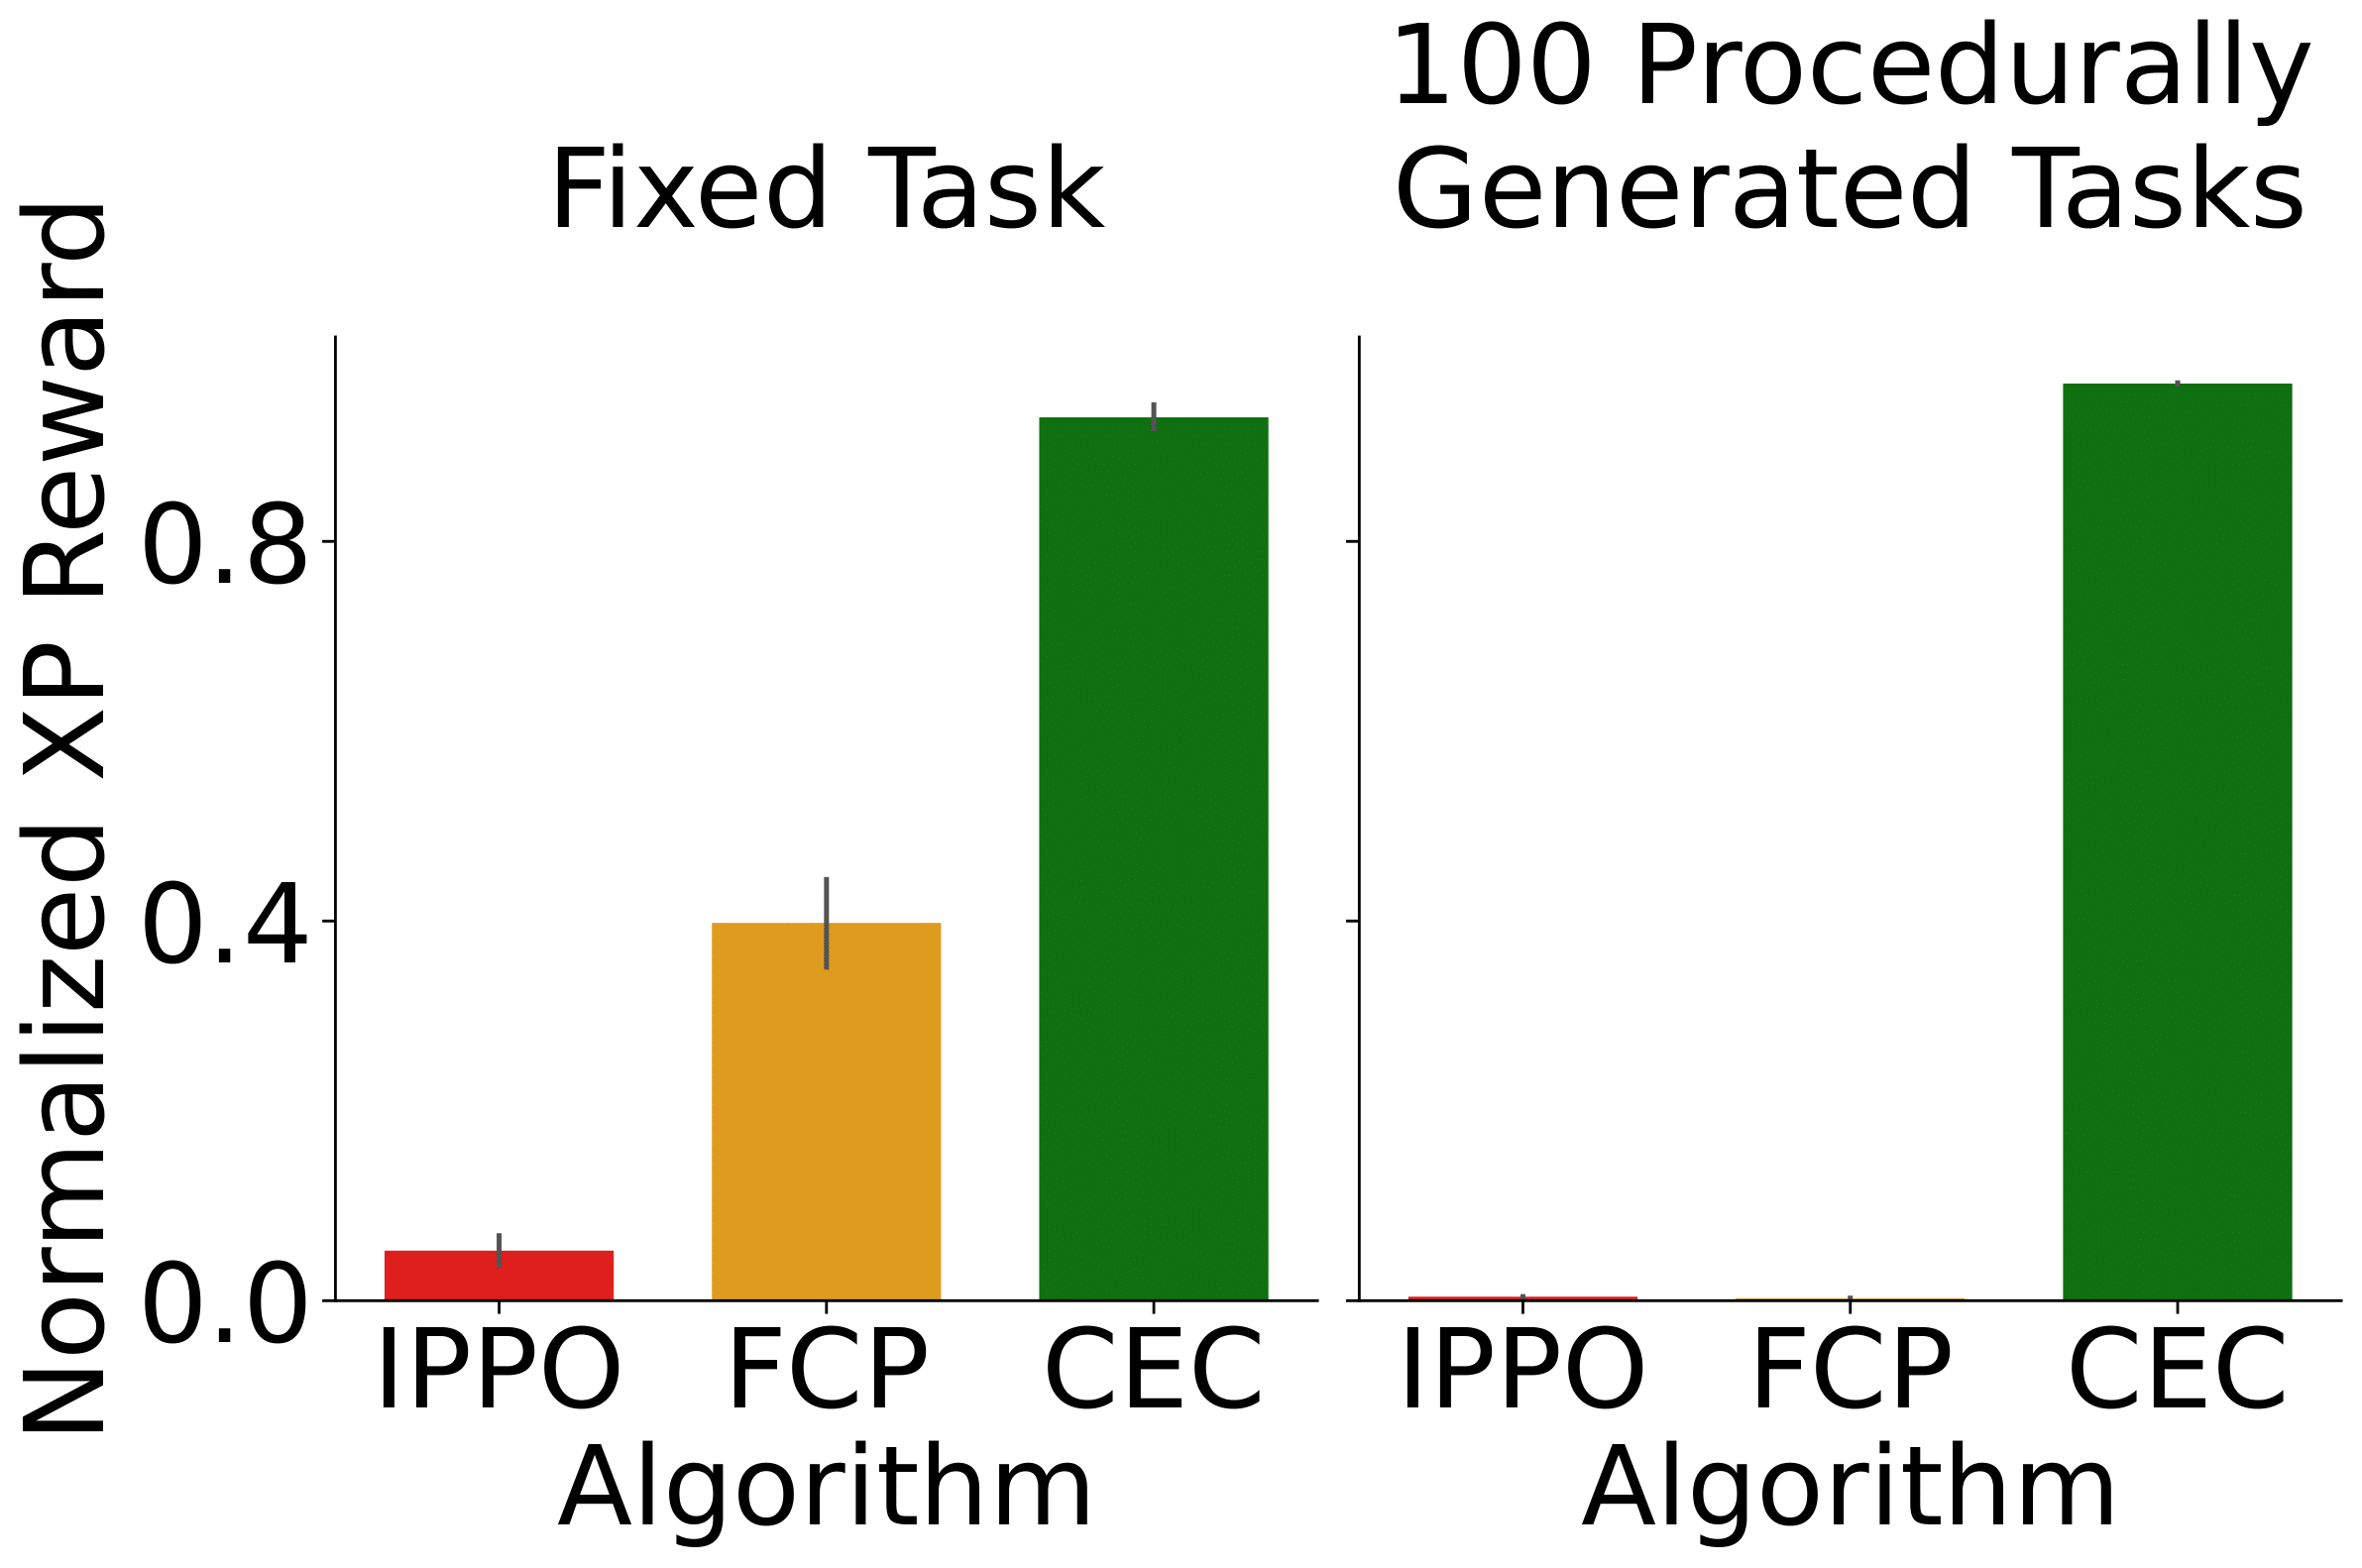 Normalized XP Reward
Fixed Task
0.8
0.4
0.0
IPPO FCP CEC
Algorithm
100 Procedurally
Generated Tasks
IPPO FCP CEC
Algorithm